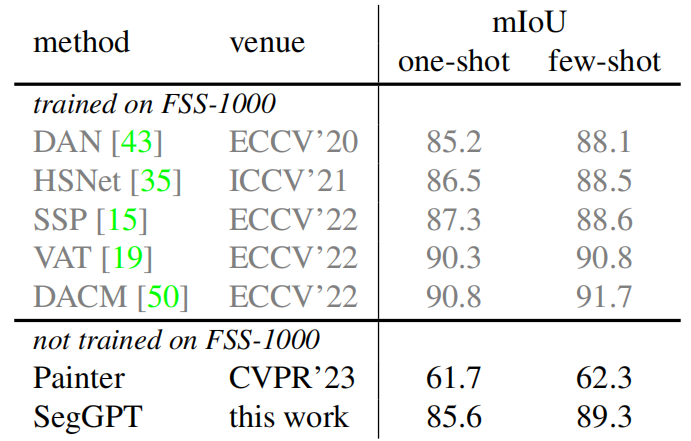 method venue mIoU
one-shot few-shot
trained on FSS-1000
DAN [43] ECCV'20 85.2 88.1
HSNet [35] ICCV'21 86.5 88.5
SSP [15] ECCV'22 87.3 88.6
VAT [19] ECCV'22 90.3 90.8
DACM [50] ECCV'22 90.8 91.7
not trained on FSS-1000
Painter CVPR'23 61.7 62.3
SegGPT this work 85.6 89.3